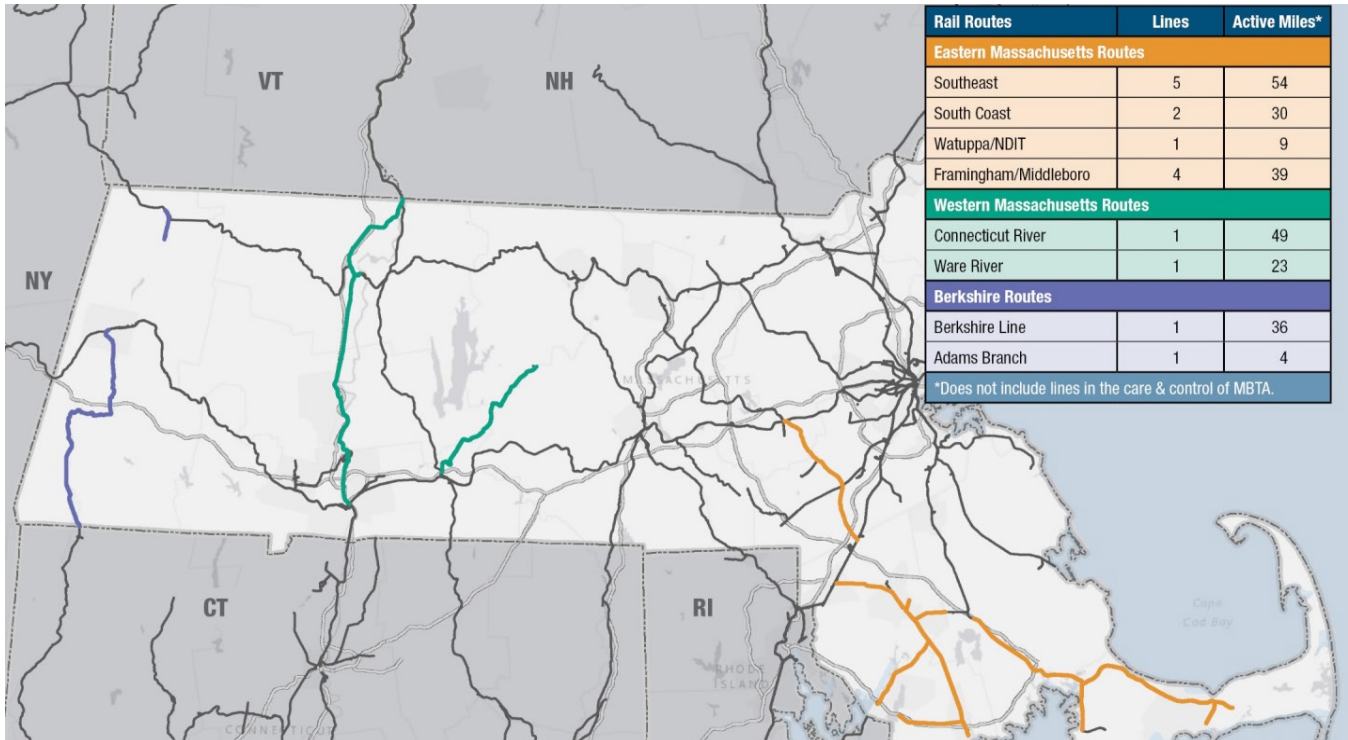 Rail Routes Lines Active Miles*
Eastern Massachusetts Routes
Southeast 5 54
South Coast 2 30
Watuppa/NDIT 1 9
Framingham/Middleboro 4 39
Western Massachusetts Routes
Connecticut River 1 49
Ware River 1 23
Berkshire Routes
Berkshire Line 1 36
Adams Branch 1 4
*Does not include lines in the care & control of MBTA.
VT
NH
NY
MASSACHUSETTS
CT
RI
Cape
Cod Bay
RHODE
ISLAND
CONNECTICUT